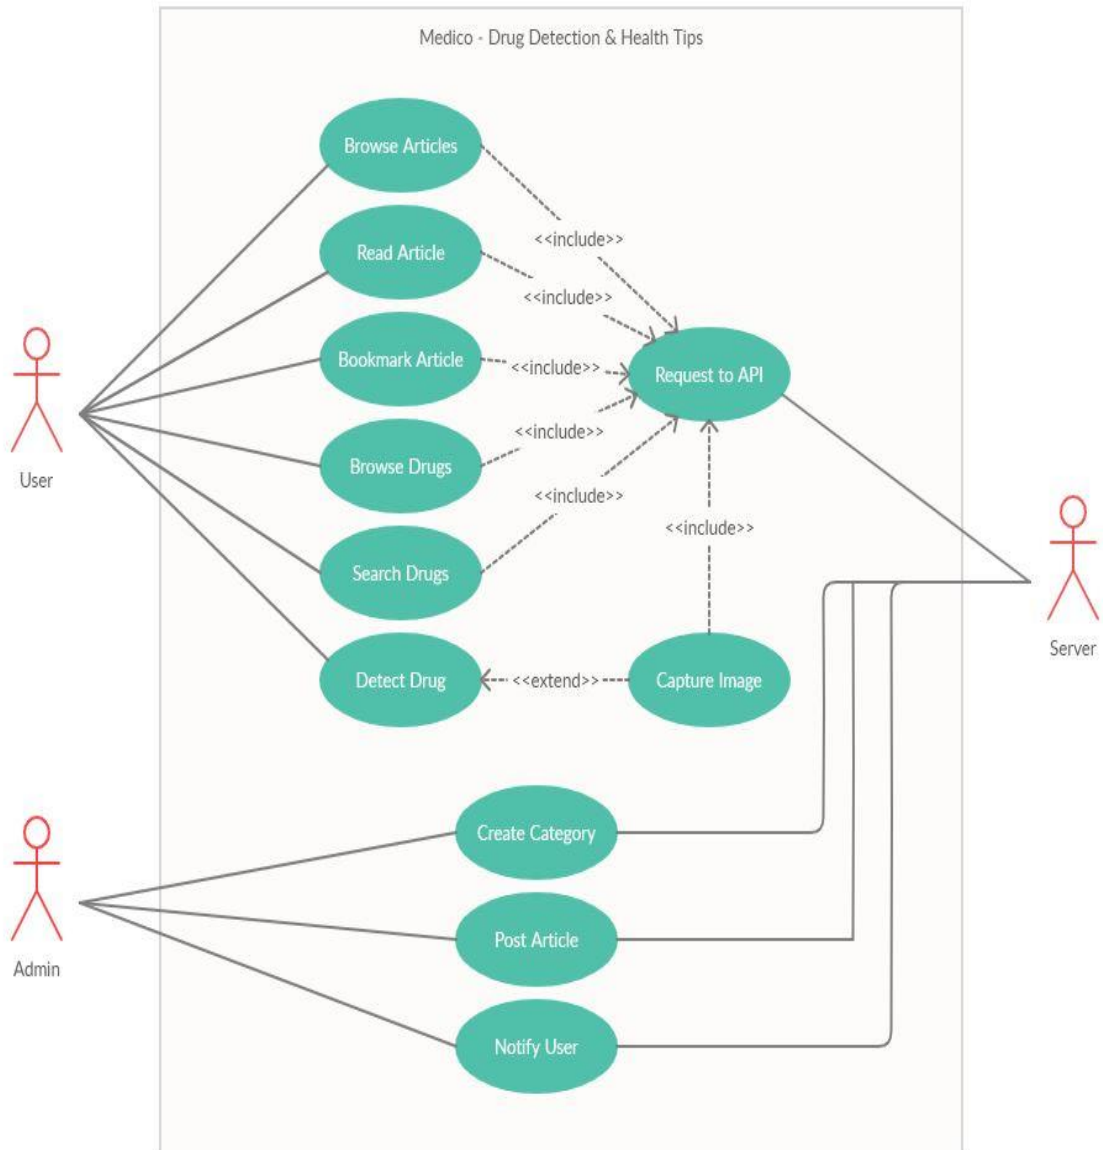 Medico - Drug Detection & Health Tips
Browse Articles
<<include>>
Read Article
<<include>>
Bookmark Article
<<include>>
Request to API
Browse Drugs
<<include>>
User
Search Drugs
<<include>>
<<include>>
Server
Detect Drug
<<extend>>
Capture Image
Create Category
Post Article
Admin
Notify User